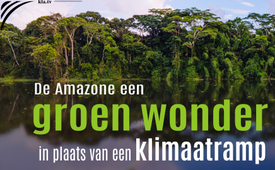 kla.tv
De Amazone een
groen wonder
in plaats van een klimaatramp